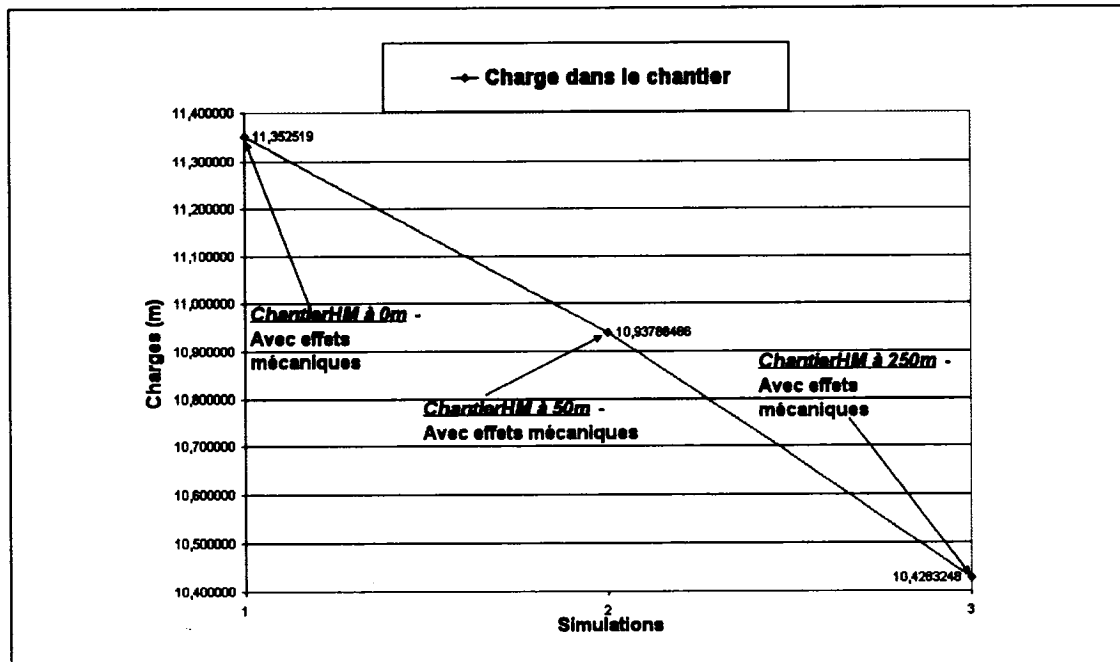 Charge dans le chantier
11,400000
11,300000
11,200000
11,100000
11,000000
10,900000
10,800000
10,700000
10,600000
10,500000
10,400000
Charges (m)
11,352519
ChantierHM à 0m -
Avec effets
mécaniques
10,93786466
ChantierHM à 50m -
Avec effets mécaniques
ChantierHM à 250m -
Avec effets
mécaniques
10,4283248
1
2
3
Simulations